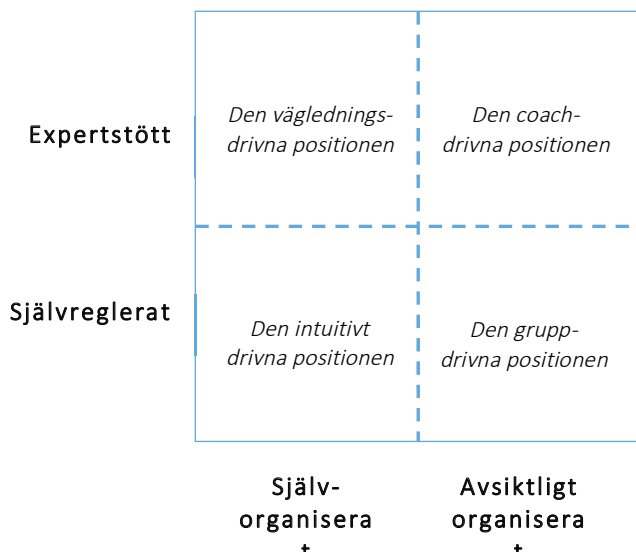 Expertstött
Den väglednings-
drivna positionen
Den coach-
drivna positionen
Självreglerat
Den intuitivt
drivna positionen
Den grupp-
drivna positionen
Själv-
organisera
t
Avsiktligt
organisera
t